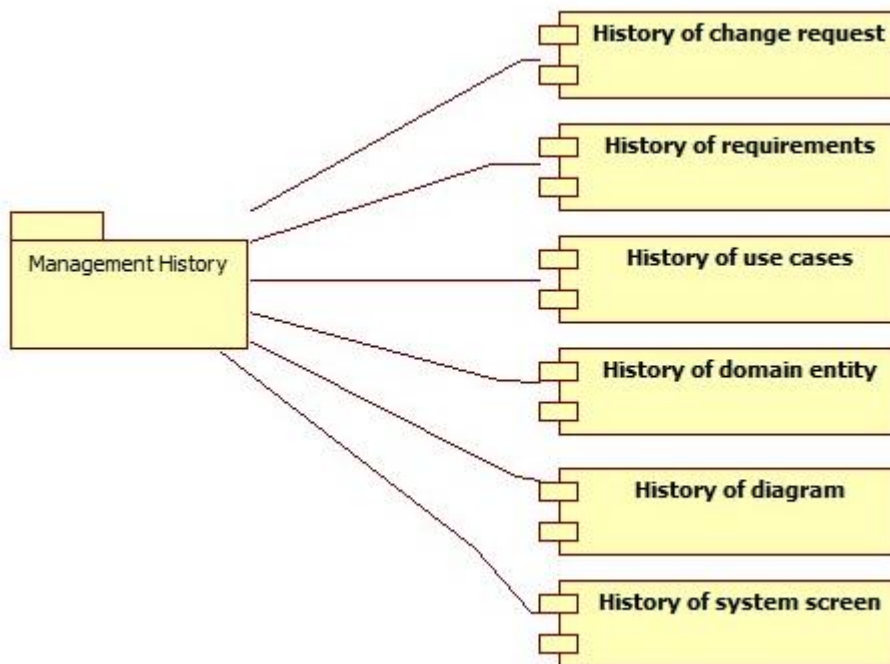 History of change request
History of requirements
Management History
History of use cases
History of domain entity
History of diagram
History of system screen